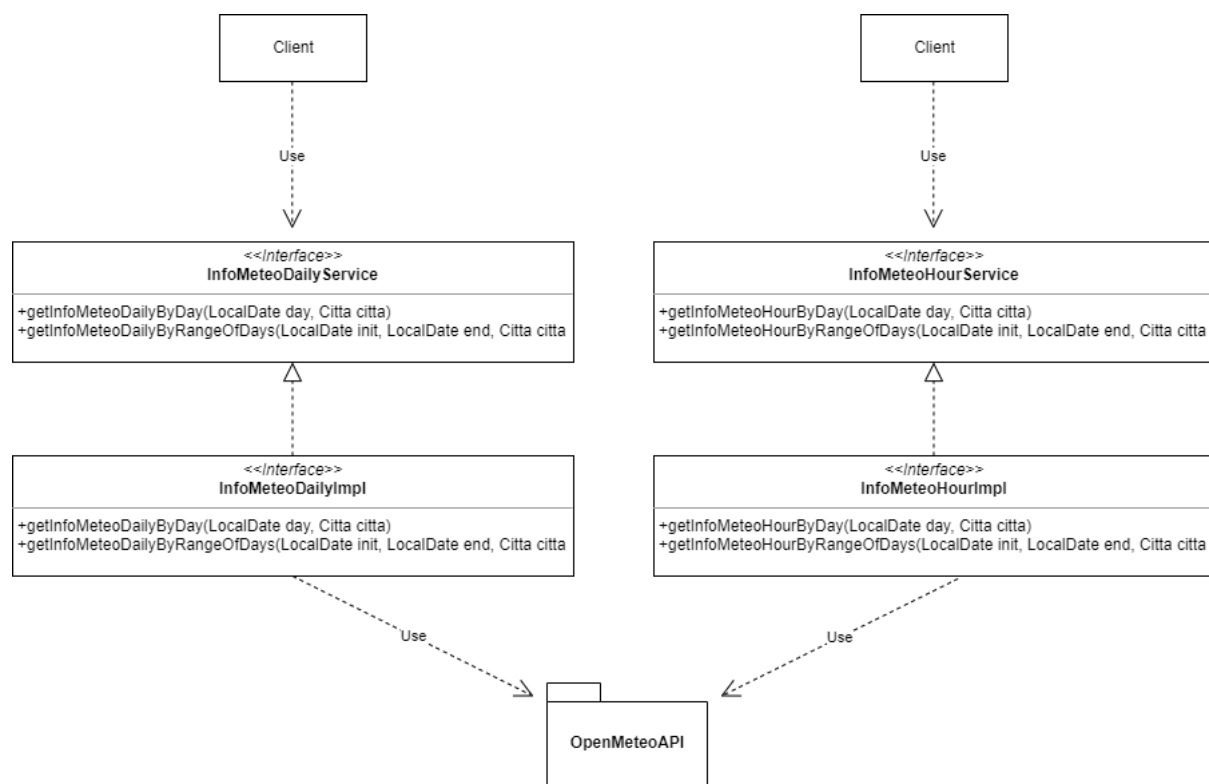 Client
Client
Use
Use
<<Interface>>
InfoMeteoDailyService
+getInfoMeteoDailyByDay(LocalDate day, Citta citta)
+getInfoMeteoDailyByRangeOfDays(LocalDate init, LocalDate end, Citta citta
<<Interface>>
InfoMeteoHourService
+getInfoMeteoHourByDay(LocalDate day, Citta citta)
+getInfoMeteoHourByRangeOfDays(LocalDate init, LocalDate end, Citta citta
<<Interface>>
InfoMeteoDailyImpl
+getInfoMeteoDailyByDay(LocalDate day, Citta citta)
+getInfoMeteoDailyByRangeOfDays(LocalDate init, LocalDate end, Citta citta
<<Interface>>
InfoMeteoHourImpl
+getInfoMeteoHourByDay(LocalDate day, Citta citta)
+getInfoMeteoHourByRangeOfDays(LocalDate init, LocalDate end, Citta citta
Use
Use
OpenMeteoAPI